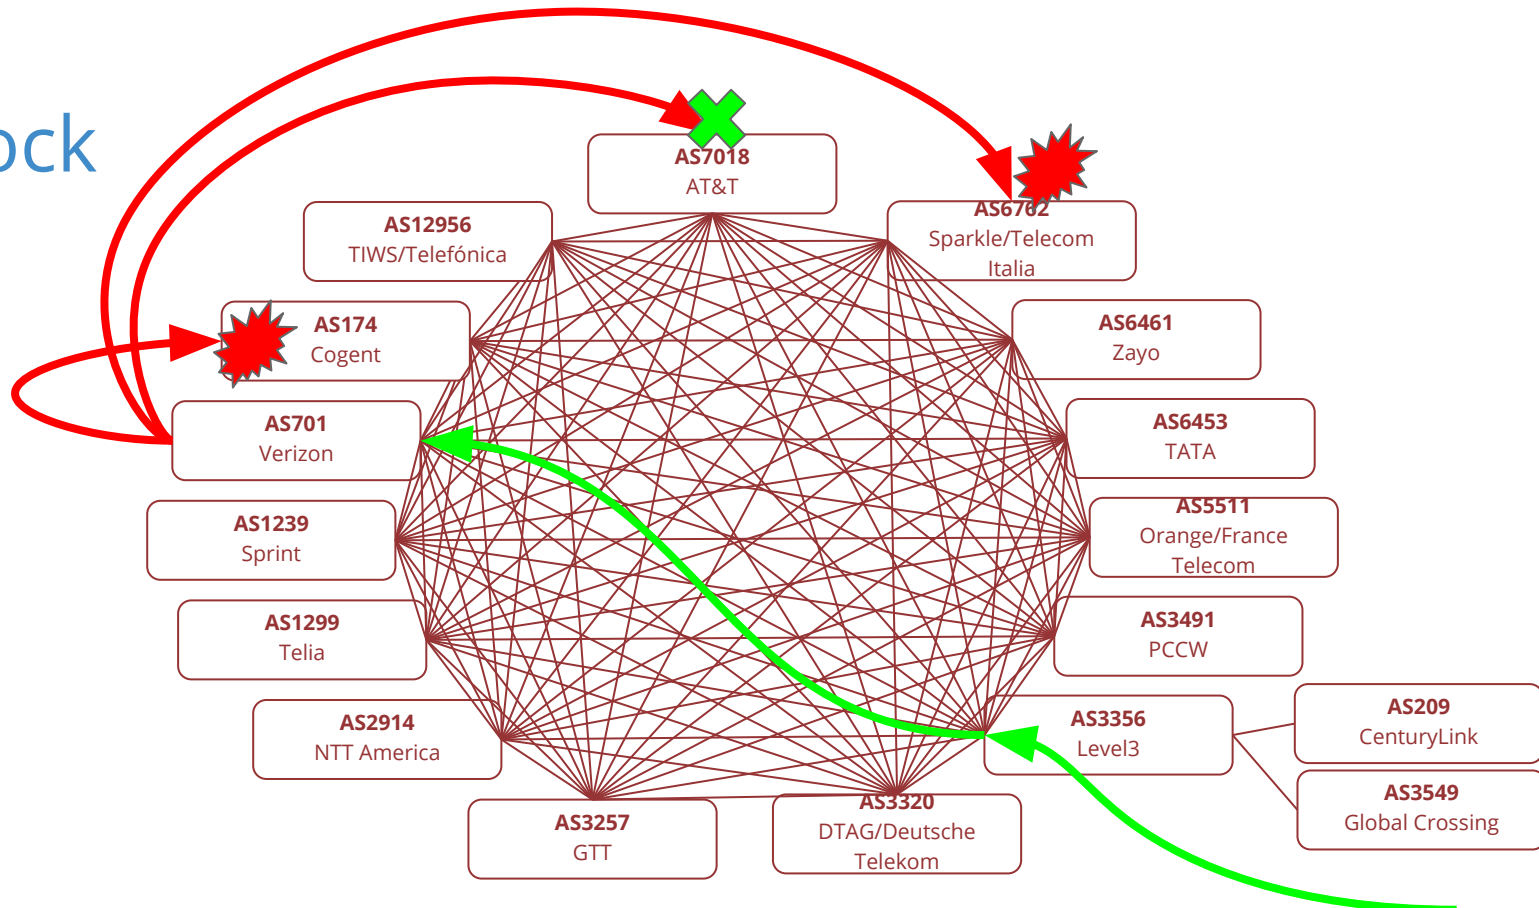 ock
AS7018
AT&T
AS12956
TIWS/Telefónica
AS6762
Sparkle/Telecom
Italia
AS174
Cogent
AS6461
Zayo
AS701
Verizon
AS6453
TATA
AS1239
Sprint
AS5511
Orange/France
Telecom
AS1299
Telia
AS3491
PCCW
AS2914
NTT America
AS3356
Level3
AS209
CenturyLink
AS3549
Global Crossing
AS3257
GTT
AS3320
DTAG/Deutsche
Telekom